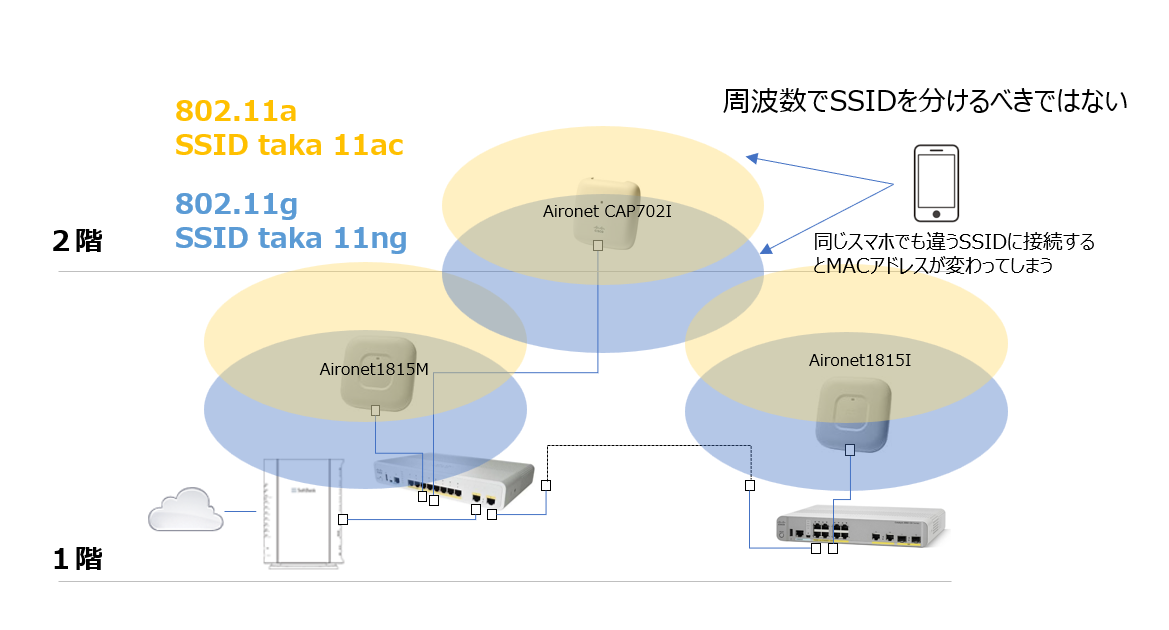 802.11a
SSID taka 11ac
802.11g
SSID taka 11ng
周波数でSSIDを分けるべきではない
Aironet CAP702I
同じスマホでも違うSSIDに接続する
とMACアドレスが変わってしまう
２階
Aironet1815M
Aironet1815I
SoftBank
１階